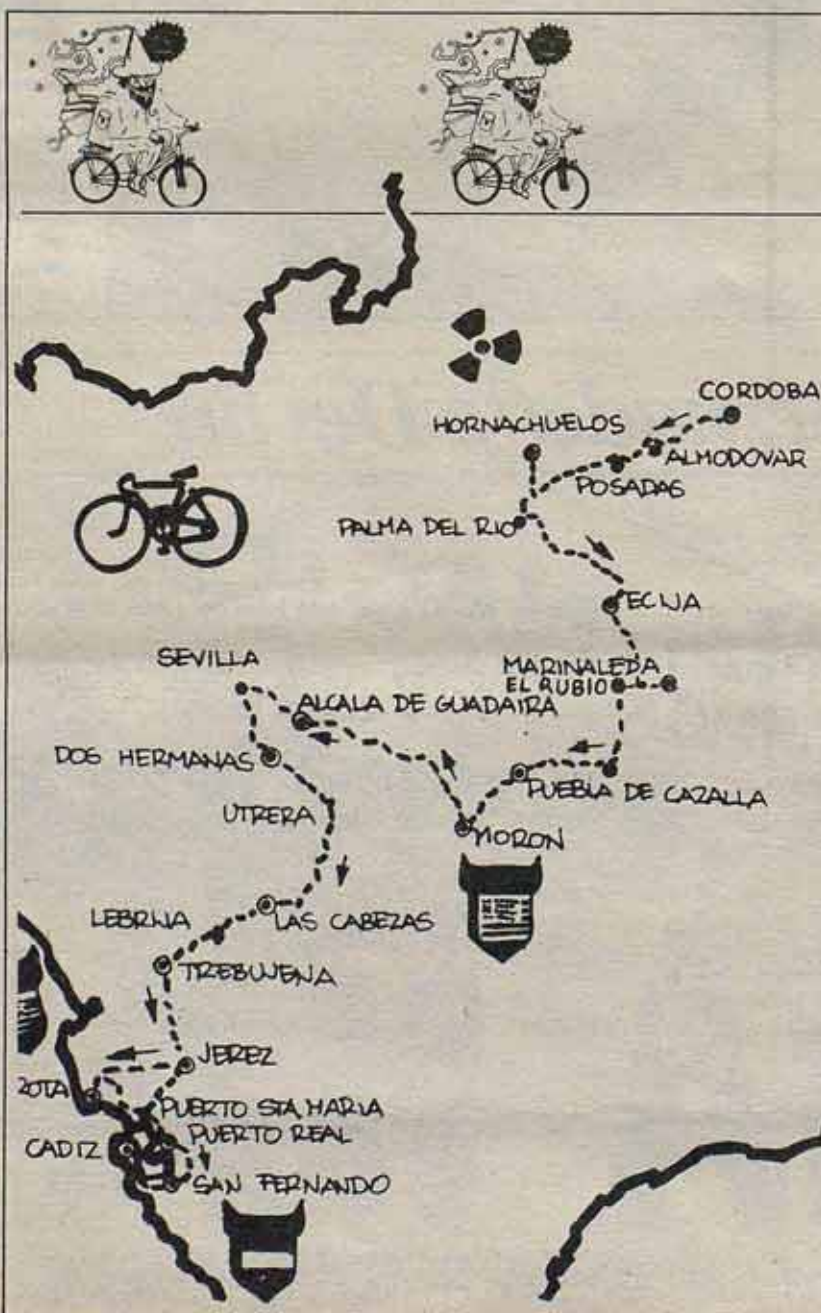 CORDOBA
HORNACHUELOS
ALMODOVAR
POSADAS
PALMA DEL RIO
ECIJA
SEVILLA
MARINALEDA
EL RUBIO
ALCALA DE GUADAIRA
DOS HERMANAS
PUEBLA DE CAZALLA
UTRERA
MORON
LEBRIJA
LAS CABEZAS
TREBUJENA
JEREZ
ROTA
PUERTO STA MARIA
PUERTO REAL
CADIZ
SAN FERNANDO